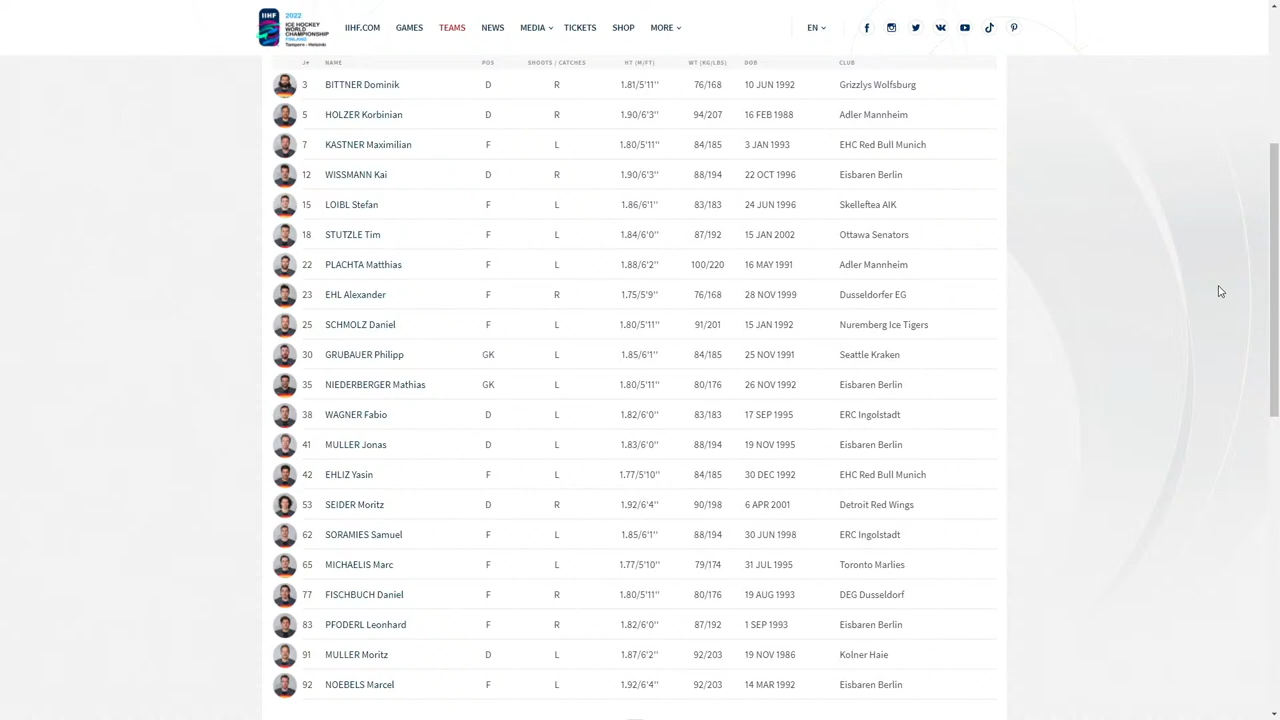 IIHF
2022
ICE HOCKEY
WORLD
CHAMPIONSHIP
FINLAND
Tampere - Helsinki
IIHF.COM GAMES TEAMS NEWS MEDIA TICKETS SHOP MORE EN
J# NAME POS SHOOTS / CATCHES HT (M/FT) WT (KG/LBS) DOB CLUB
3 BITTNER Dominik D 1.81/5'11'' 10 JUN 1992 Grizzlys Wolfsburg
5 HOLZER Korbinian D 1.90/6'3'' 94/207 16 FEB 1988 Adler Mannheim
7 KASTNER Maximilian F L 1.80/5'11'' 84/185 3 JAN 1993 EHC Red Bull Munich
12 WISSMANN Kai D 1.90/6'3'' 88/194 22 OCT 1996 Eisbaren Berlin
15 LOIBL Stefan F L 1.86/6'1'' 83/183 24 JUN 1996 Skelleftea AIK
18 STUTZLE Tim F L 1.84/6'0'' 87/192 15 JAN 2002 Ottawa Senators
22 PLACHTA Matthias F L 1.88/6'2'' 16 MAY 1991 Adler Mannheim
23 EHL Alexander F L 1.75/5'9'' 28 NOV 1999 Dusseldorfer EG
25 SCHMOLZ Daniel F R 1.80/5'11'' 15 JAN 1992 Nuremberg Ice Tigers
30 GRUBAUER Philipp GK L 1.85/6'1'' 25 NOV 1991 Seattle Kraken
35 NIEDERBERGER Mathias GK L 1.80/5'11'' 80/176 26 NOV 1992 Eisbaren Berlin
38 WAGNER Fabio D L 1.82/6'0'' 83/183 17 SEP 1995 ERC Ingolstadt
41 MULLER Jonas D L 1.83/6'0'' 88/194 19 NOV 1995 Eisbaren Berlin
42 EHLIZ Yasin F L 1.77/5'10'' 84/185 30 DEC 1992 EHC Red Bull Munich
53 SEIDER Moritz D R 1.92/6'4'' 6 APR 2001 Detroit Red Wings
62 SORAMIES Samuel F L 1.85/6'1'' 88/194 30 JUN 1998 ERC Ingolstadt
65 MICHAELIS Marc F L 1.77/5'10'' 31 JUL 1995 Toronto Marlies
77 FISCHBUCH Daniel F R 1.80/5'11'' 80/176 19 AUG 1993 DEG Dusseldorf
83 PFODERL Leonhard F R 1.82/6'0'' 87/192 1 SEP 1993 Eisbaren Berlin
91 MULLER Moritz D L 1.87/6'2'' 92/203 19 NOV 1986 Kolner Haie
92 NOEBELS Marcel F L 1.92/6'4'' 92/203 14 MAR 1992 Eisbaren Berlin